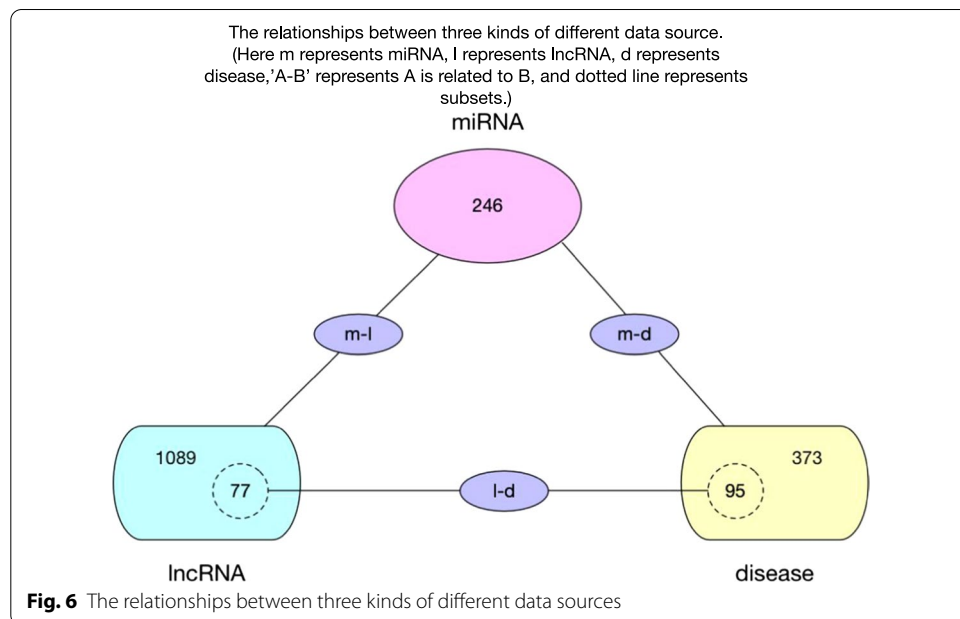 The relationships between three kinds of different data source.
(Here m represents miRNA, l represents lncRNA, d represents
disease,'A-B' represents A is related to B, and dotted line represents
subsets.)
miRNA
246
m-l
m-d
1089
373
77
l-d
95
lncRNA
disease
Fig. 6 The relationships between three kinds of different data sources